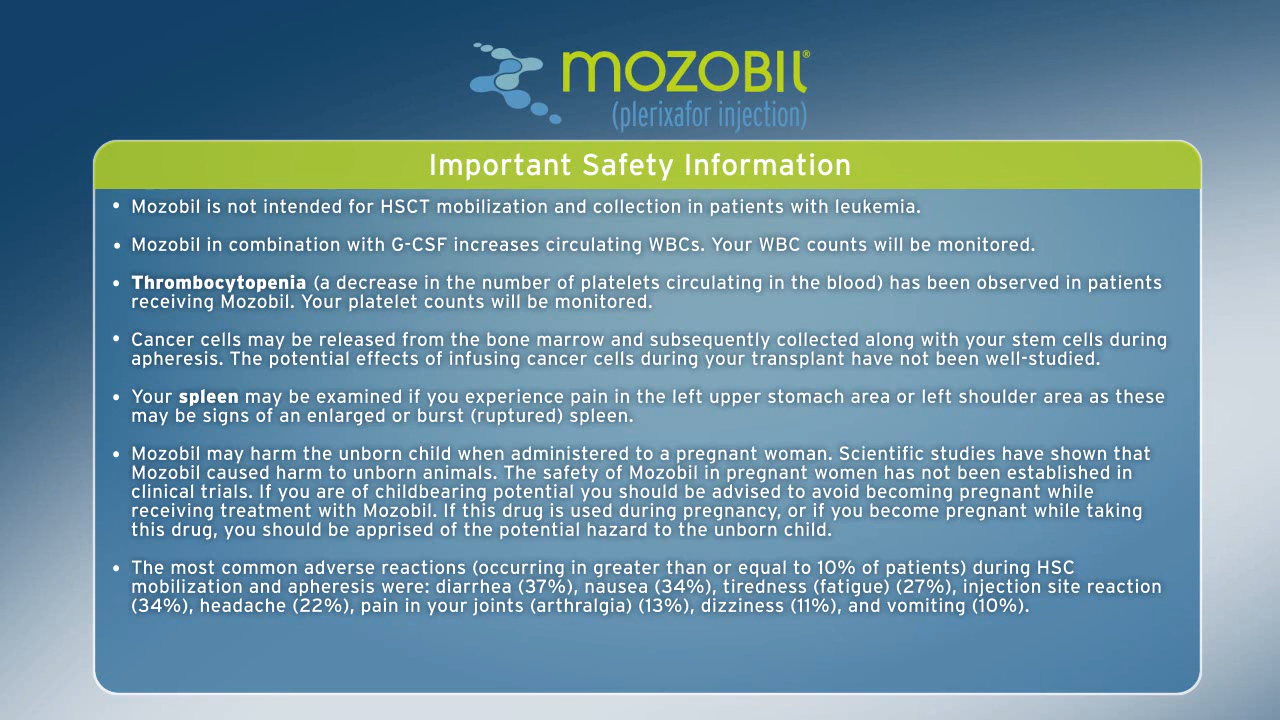 mozobil®
(plerixafor injection)
Important Safety Information
• Mozobil is not intended for HSCT mobilization and collection in patients with leukemia.
• Mozobil in combination with G-CSF increases circulating WBCs. Your WBC counts will be monitored.
• Thrombocytopenia (a decrease in the number of platelets circulating in the blood) has been observed in patients
receiving Mozobil. Your platelet counts will be monitored.
• Cancer cells may be released from the bone marrow and subsequently collected along with your stem cells during
apheresis. The potential effects of infusing cancer cells during your transplant have not been well-studied.
• Your spleen may be examined if you experience pain in the left upper stomach area or left shoulder area as these
may be signs of an enlarged or burst (ruptured) spleen.
• Mozobil may harm the unborn child when administered to a pregnant woman. Scientific studies have shown that
Mozobil caused harm to unborn animals. The safety of Mozobil in pregnant women has not been established in
clinical trials. If you are of childbearing potential you should be advised to avoid becoming pregnant while
receiving treatment with Mozobil. If this drug is used during pregnancy, or if you become pregnant while taking
this drug, you should be apprised of the potential hazard to the unborn child.
• The most common adverse reactions (occurring in greater than or equal to 10% of patients) during HSC
mobilization and apheresis were: diarrhea (37%), nausea (34%), tiredness (fatigue) (27%), injection site reaction
(34%), headache (22%), pain in your joints (arthralgia) (13%), dizziness (11%), and vomiting (10%).